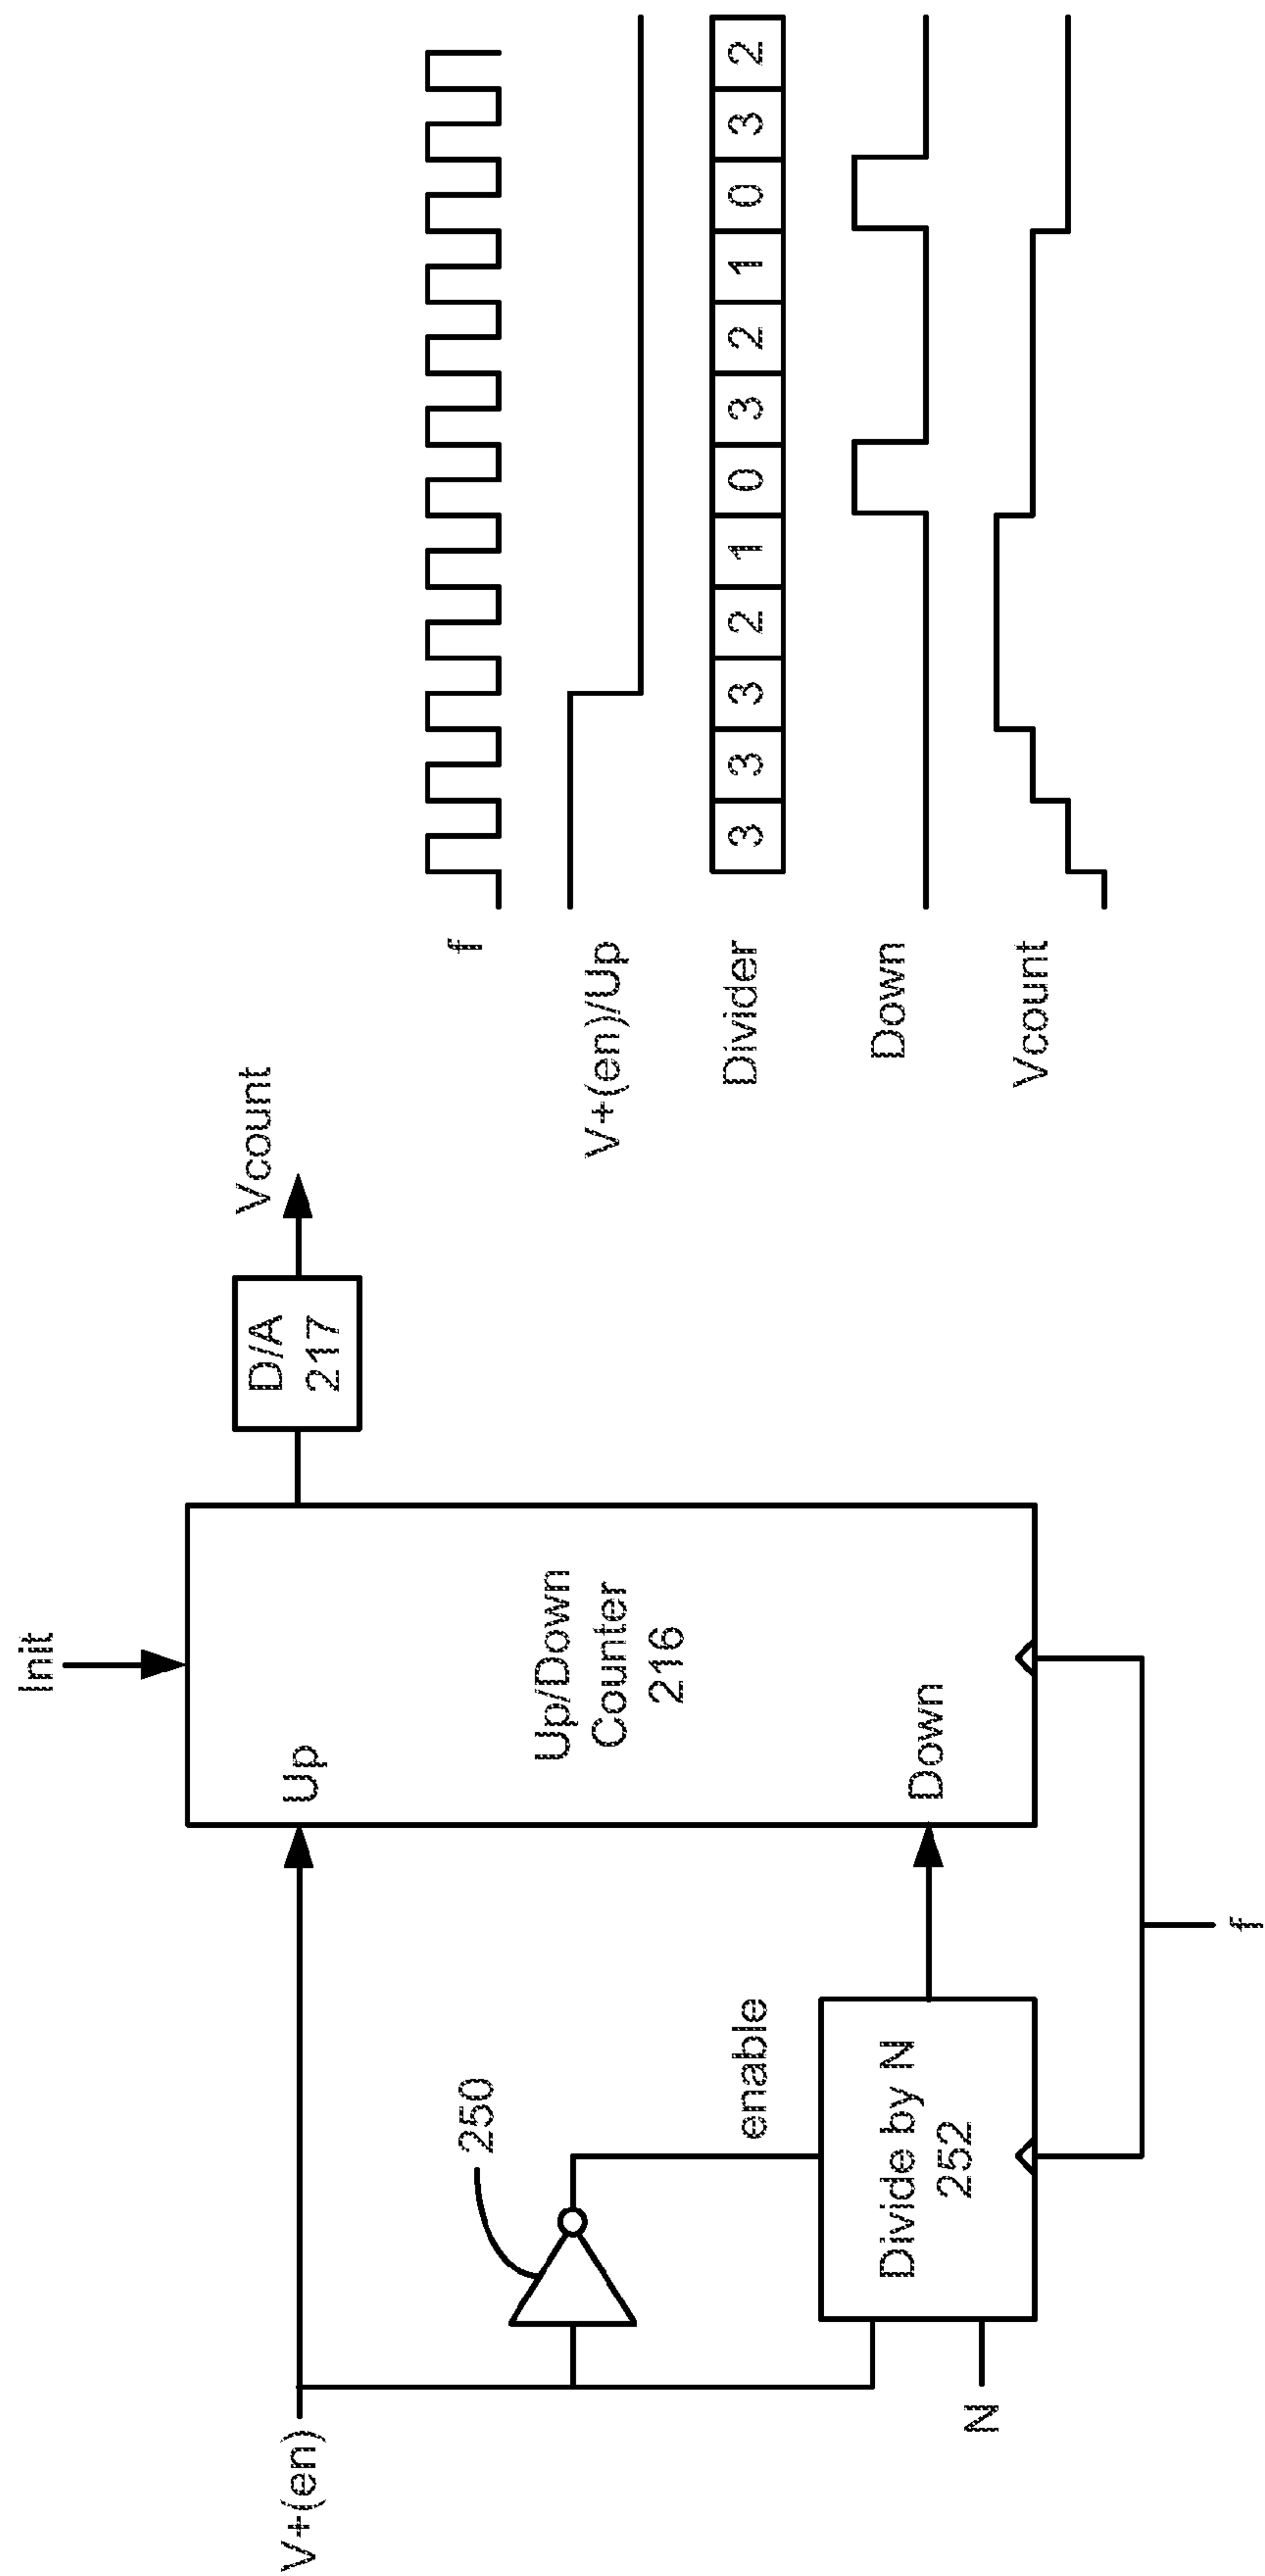 V+(en)
250
enable
N
Divide by N
252
f
Init
Up
Up/Down
Counter
216
Down
D/A
217
Vcount
f
V+(en)/Up
Divider
3 3 3 2 1 0 3 2 1 0 3 2
Down
Vcount